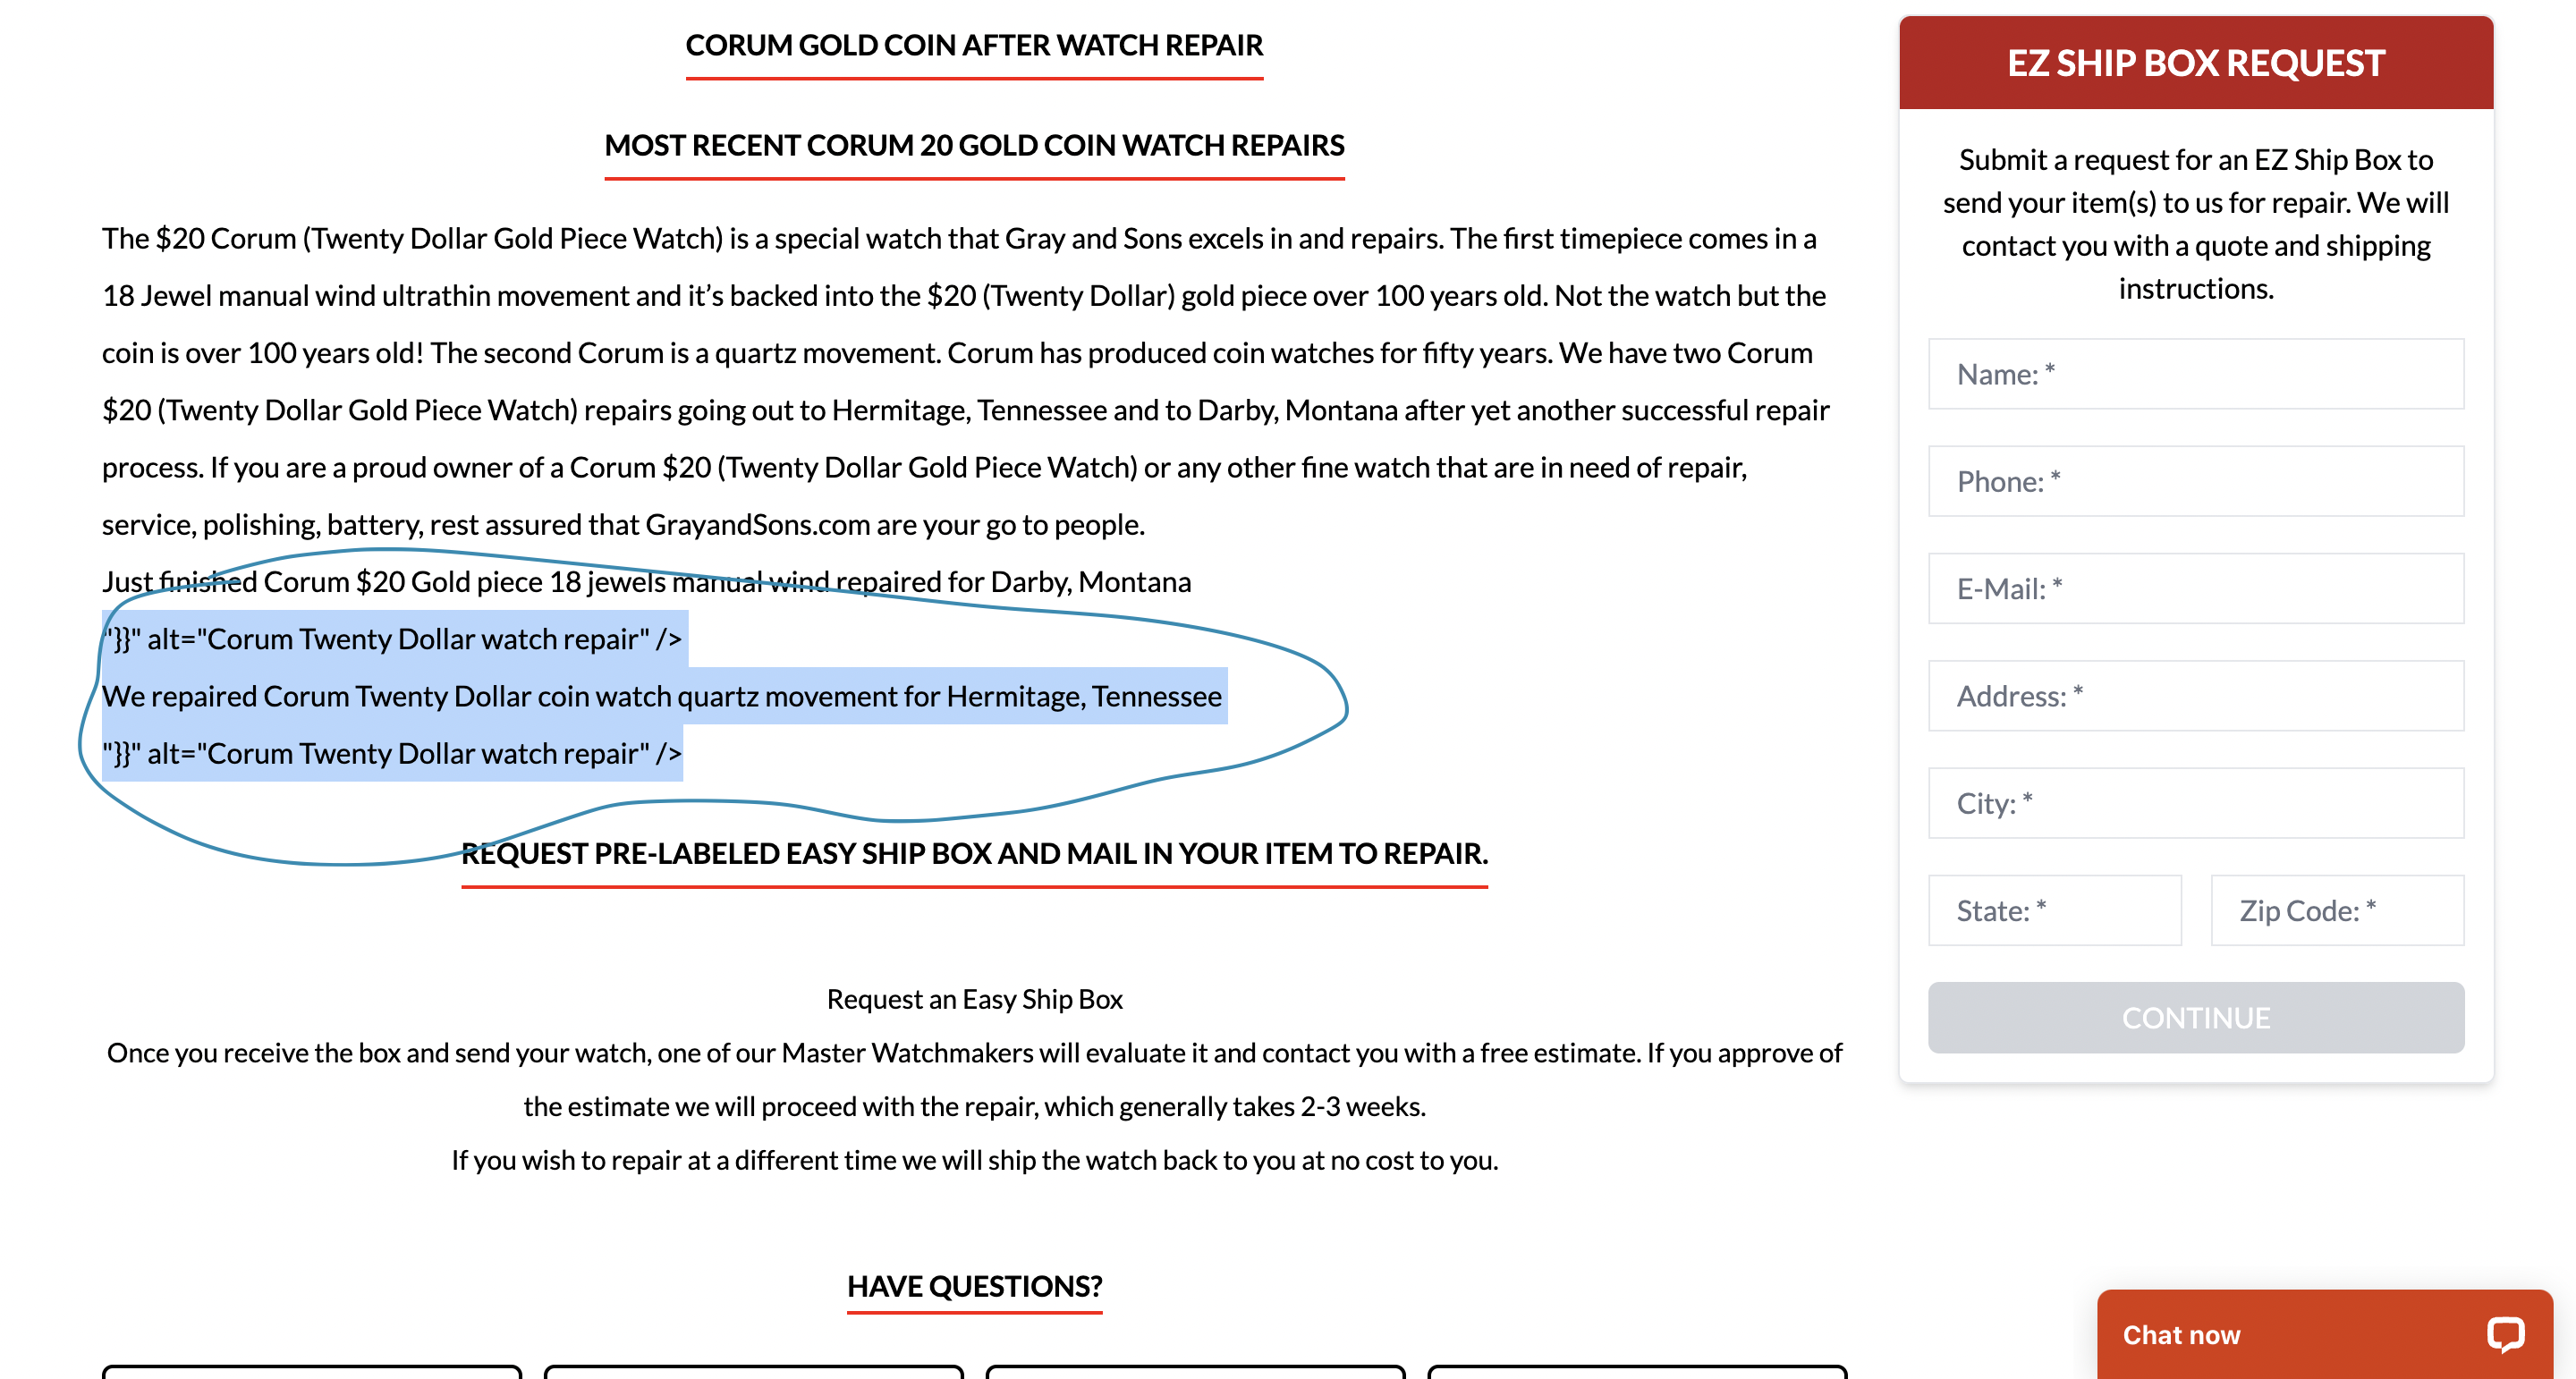 CORUM GOLD COIN AFTER WATCH REPAIR
MOST RECENT CORUM 20 GOLD COIN WATCH REPAIRS
The $20 Corum (Twenty Dollar Gold Piece Watch) is a special watch that Gray and Sons excels in and repairs. The first timepiece comes in a
18 Jewel manual wind ultrathin movement and it’s backed into the $20 (Twenty Dollar) gold piece over 100 years old. Not the watch but the
coin is over 100 years old! The second Corum is a quartz movement. Corum has produced coin watches for fifty years. We have two Corum
$20 (Twenty Dollar Gold Piece Watch) repairs going out to Hermitage, Tennessee and to Darby, Montana after yet another successful repair
process. If you are a proud owner of a Corum $20 (Twenty Dollar Gold Piece Watch) or any other fine watch that are in need of repair,
service, polishing, battery, rest assured that GrayandSons.com are your go to people.
Just finished Corum $20 Gold piece 18 jewels manual wind repaired for Darby, Montana
"}}" alt="Corum Twenty Dollar watch repair" />
We repaired Corum Twenty Dollar coin watch quartz movement for Hermitage, Tennessee
"}}" alt="Corum Twenty Dollar watch repair" />
REQUEST PRE-LABELED EASY SHIP BOX AND MAIL IN YOUR ITEM TO REPAIR.
Request an Easy Ship Box
Once you receive the box and send your watch, one of our Master Watchmakers will evaluate it and contact you with a free estimate. If you approve of
the estimate we will proceed with the repair, which generally takes 2-3 weeks.
If you wish to repair at a different time we will ship the watch back to you at no cost to you.
HAVE QUESTIONS?
EZ SHIP BOX REQUEST
Submit a request for an EZ Ship Box to
send your item(s) to us for repair. We will
contact you with a quote and shipping
instructions.
Name: *
Phone: *
E-Mail: *
Address: *
City: *
State: *
Zip Code: *
CONTINUE
Chat now